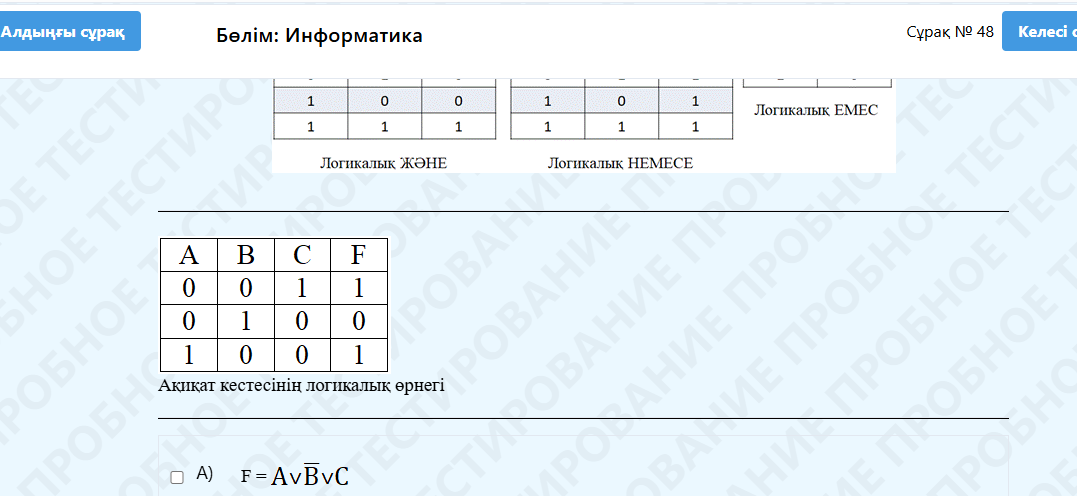 Алдыңғы сұрақ
Бөлім: Информатика
Сұрақ № 48
Келесі с
1 0 0
1 1 1
Логикалық ЖӘНЕ
1 0 1
1 1 1
Логикалық НЕМЕСЕ
Логикалық ЕМЕС
A B C F
0 0 1 1
0 1 0 0
1 0 0 1
Ақиқат кестесінің логикалық өрнегі
A) F = A∨B̅∨C
ПРОБНОЕ ТЕСТИРОВАНИЕ